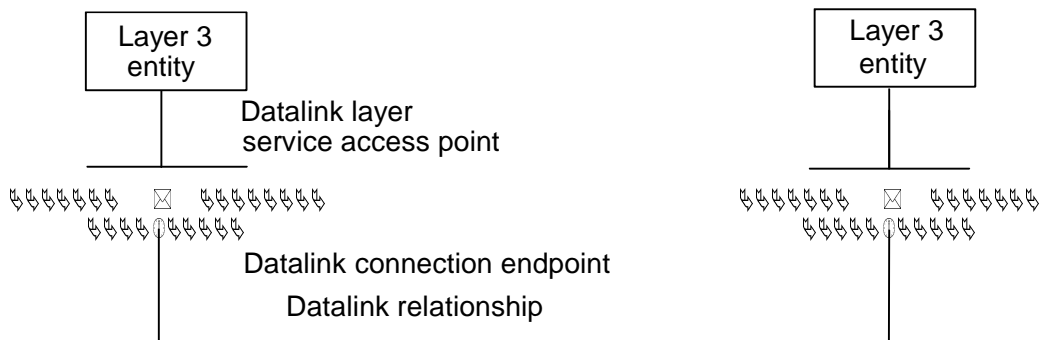 Layer 3
entity
Layer 3
entity
Datalink layer
service access point
Datalink connection endpoint
Datalink relationship